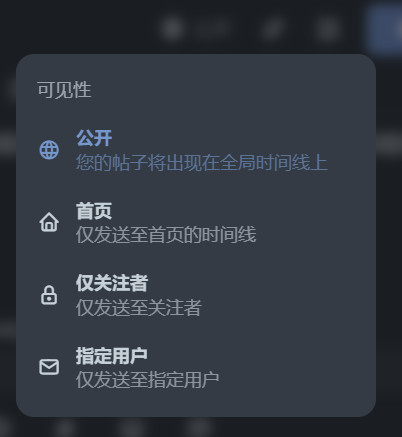 可见性
公开
您的帖子将出现在全局时间线上
首页
仅发送至首页的时间线
仅关注者
仅发送至关注者
指定用户
仅发送至指定用户